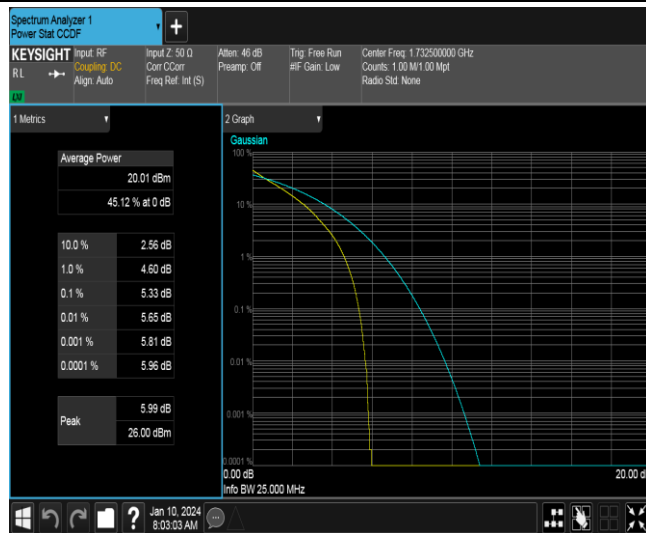 Spectrum Analyzer 1
Power Stat CCDF
KEYSIGHT
RL
LXI
Input: RF
Coupling: DC
Align: Auto
Input Z: 50 Ω
Corr CCorr
Freq Ref: Int (S)
Atten: 46 dB
Preamp: Off
Trig: Free Run
#IF Gain: Low
Center Freq: 1.732500000 GHz
Counts: 1.00 M/1.00 Mpt
Radio Std: None
1 Metrics
Average Power
20.01 dBm
45.12 % at 0 dB
10.0 % 2.56 dB
1.0 % 4.60 dB
0.1 % 5.33 dB
0.01 % 5.65 dB
0.001 % 5.81 dB
0.0001 % 5.96 dB
Peak
5.99 dB
26.00 dBm
2 Graph
Gaussian
100 %
10 %
1 %
0.1 %
0.01 %
0.001 %
0.0001 %
0.00 dB
20.00 d
Info BW 25.000 MHz
?
Jan 10, 2024
8:03:03 AM